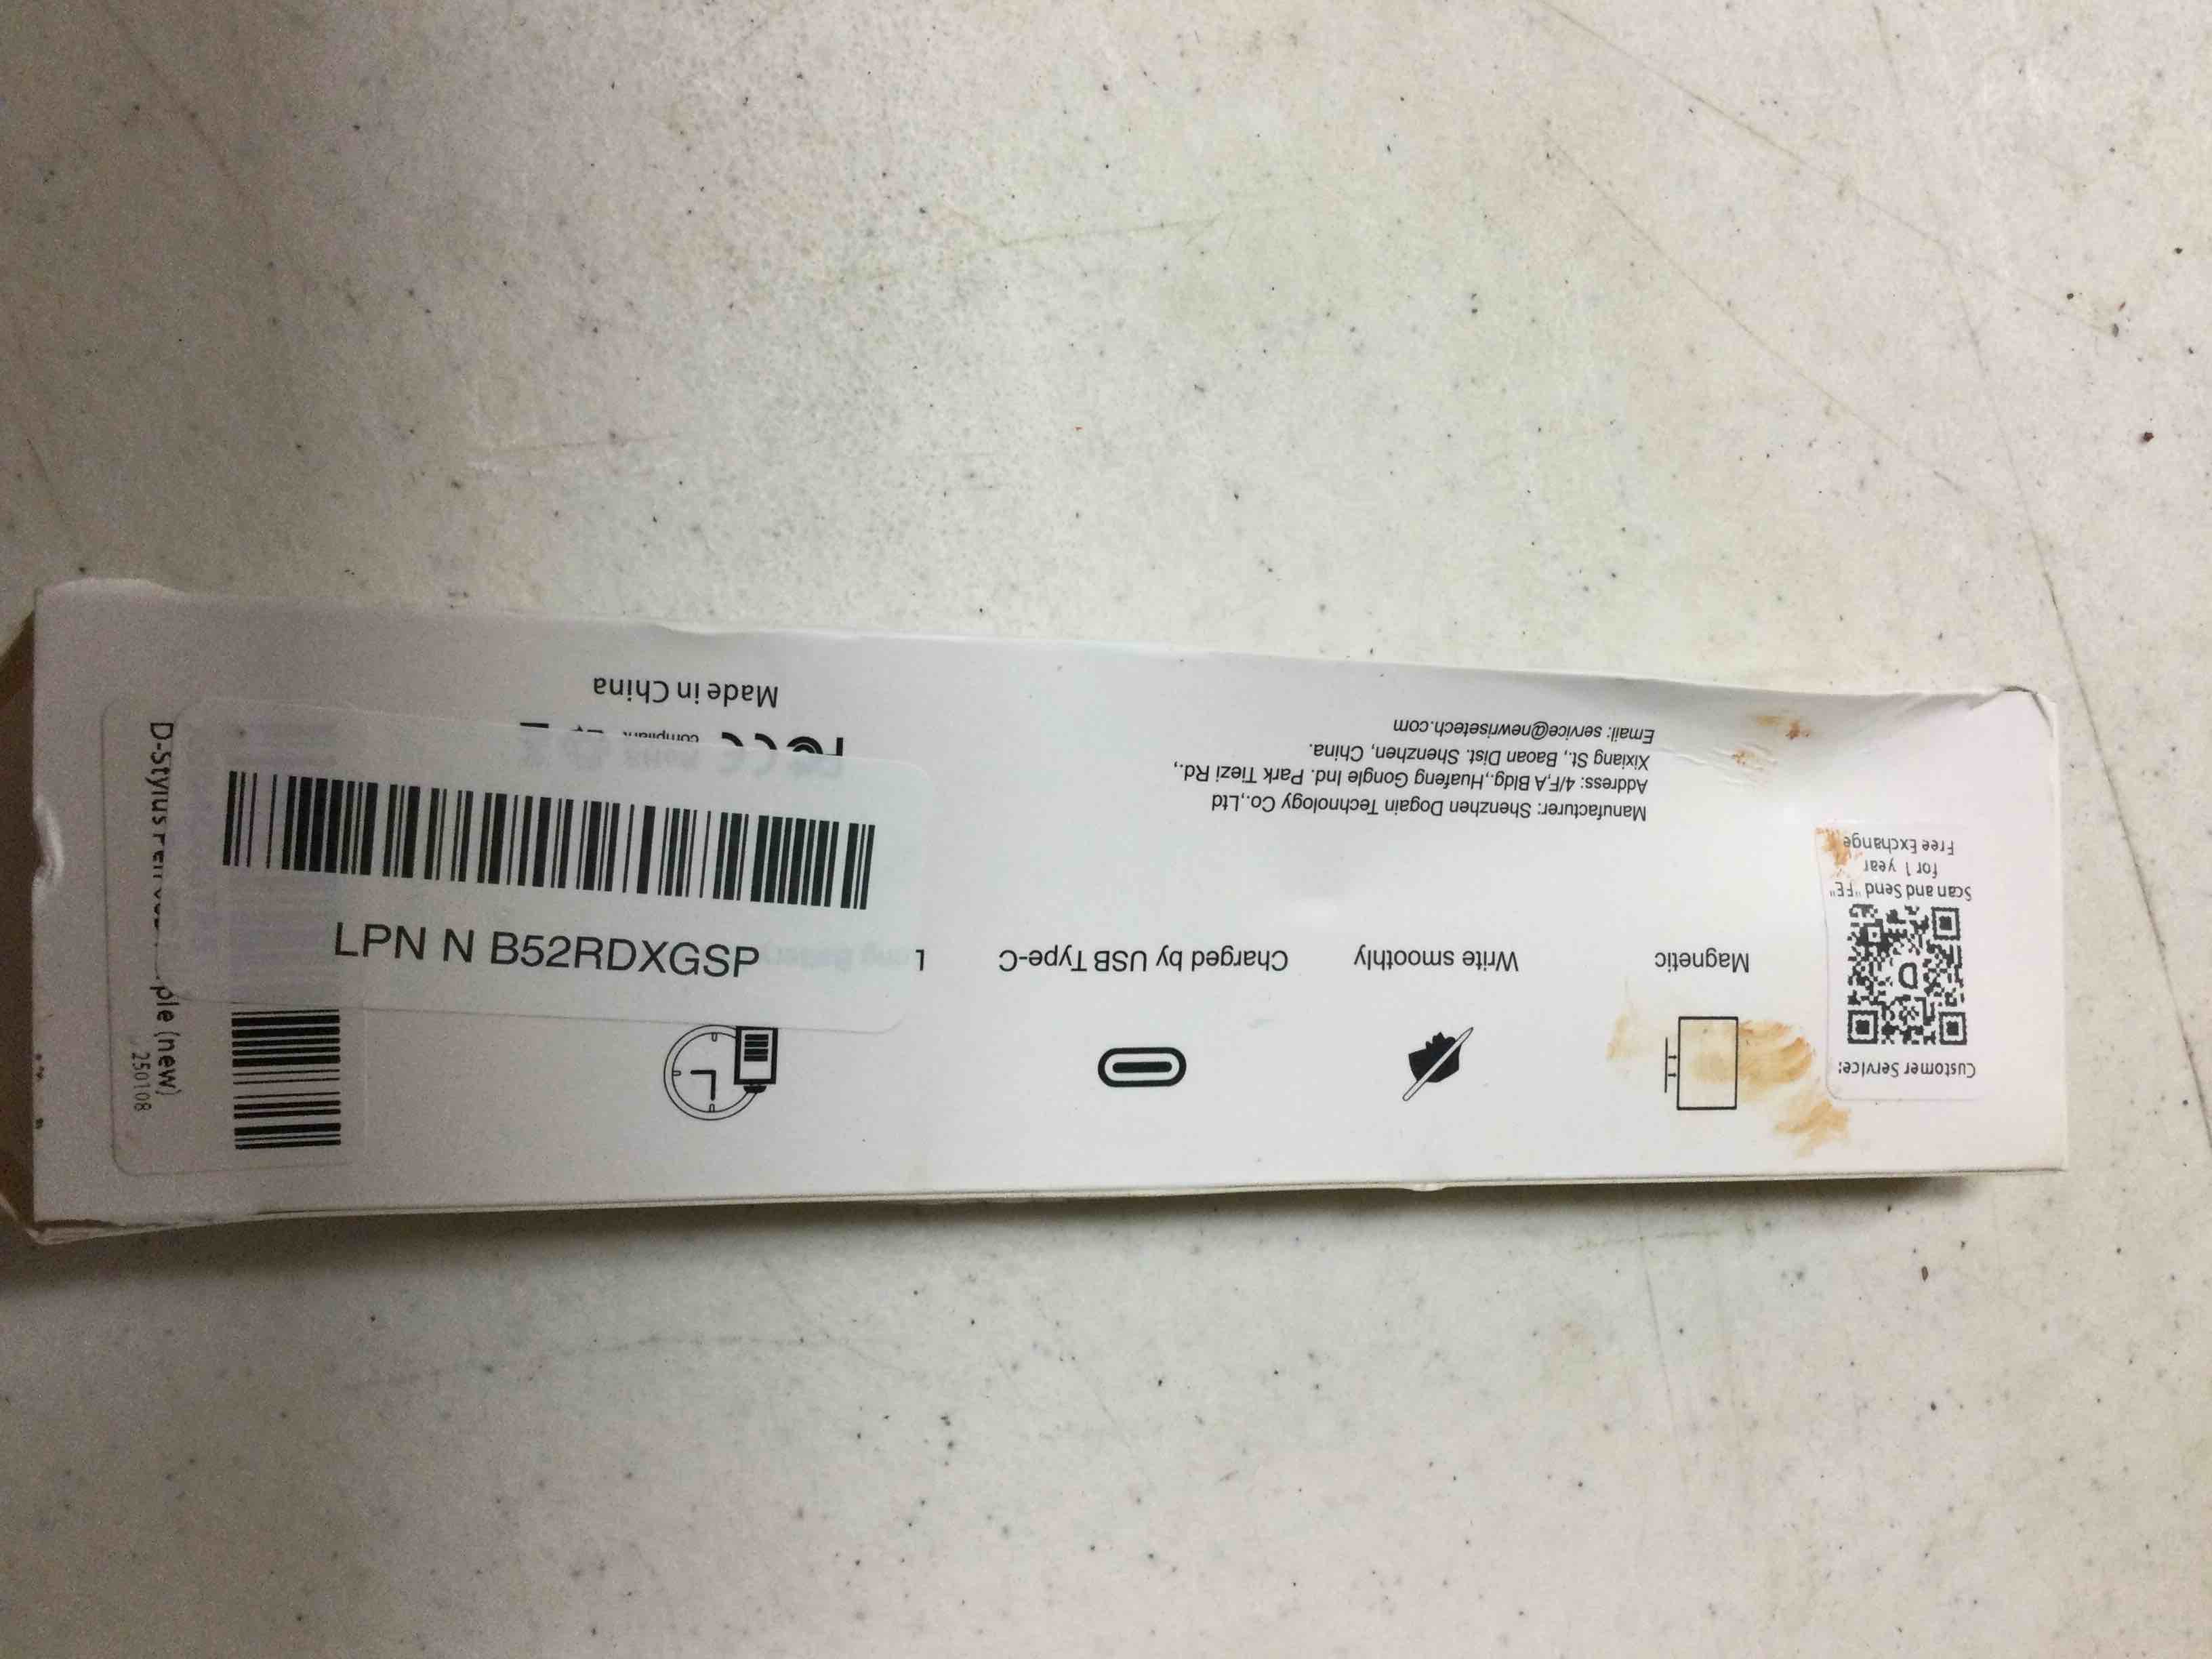 Customer Service:
Scan and Send "FE"
for 1 year
Free Exchange
Magnetic
Write smoothly
Charged by USB Type-C
L
Manufacturer: Shenzhen Dogain Technology Co.,Ltd
Address: 4/F,A Bldg.,Huafeng Gongle Ind. Park Tiezi Rd.,
Xixiang St., Baoan Dist. Shenzhen, China.
Email: service@newrisetech.com
compliant
Made in China
LPN N B52RDXGSP
D-Stylus
ple (new)
250108